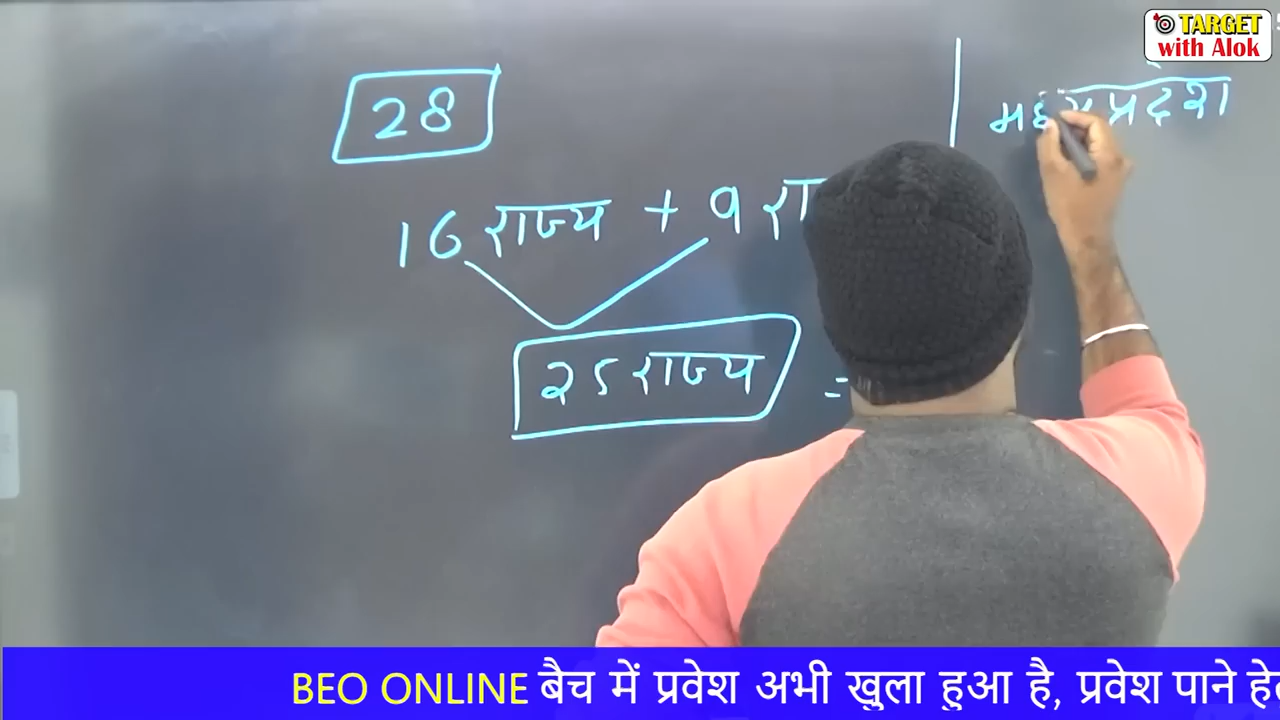 TARGET
with Alok
28
मध्यप्रदेश
16 राज्य + 9 रा
25 राज्य =
BEO ONLINE बैच में प्रवेश अभी खुला हुआ है, प्रवेश पाने हेत